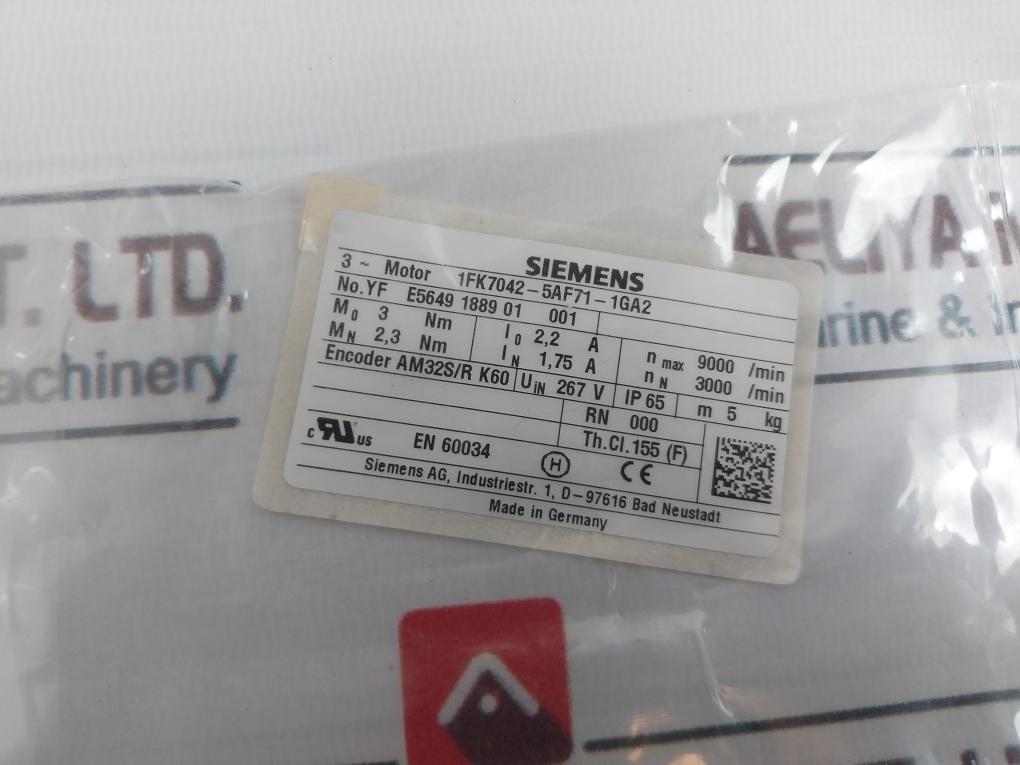 SIEMENS
3 ~ Motor 1FK7042-5AF71-1GA2
No.YF E5649 1889 01 001
M0 3 Nm I0 2,2 A n max 9000 /min
MN 2,3 Nm IN 1,75 A nN 3000 /min
Encoder AM32S/R K60 UiN 267 V IP 65 m 5 kg
RN 000
c RU us EN 60034 H Th.Cl.155 (F) CE
Siemens AG, Industriestr. 1, D-97616 Bad Neustadt
Made in Germany
T. LTD.
achinery
AELIYA
arine & In